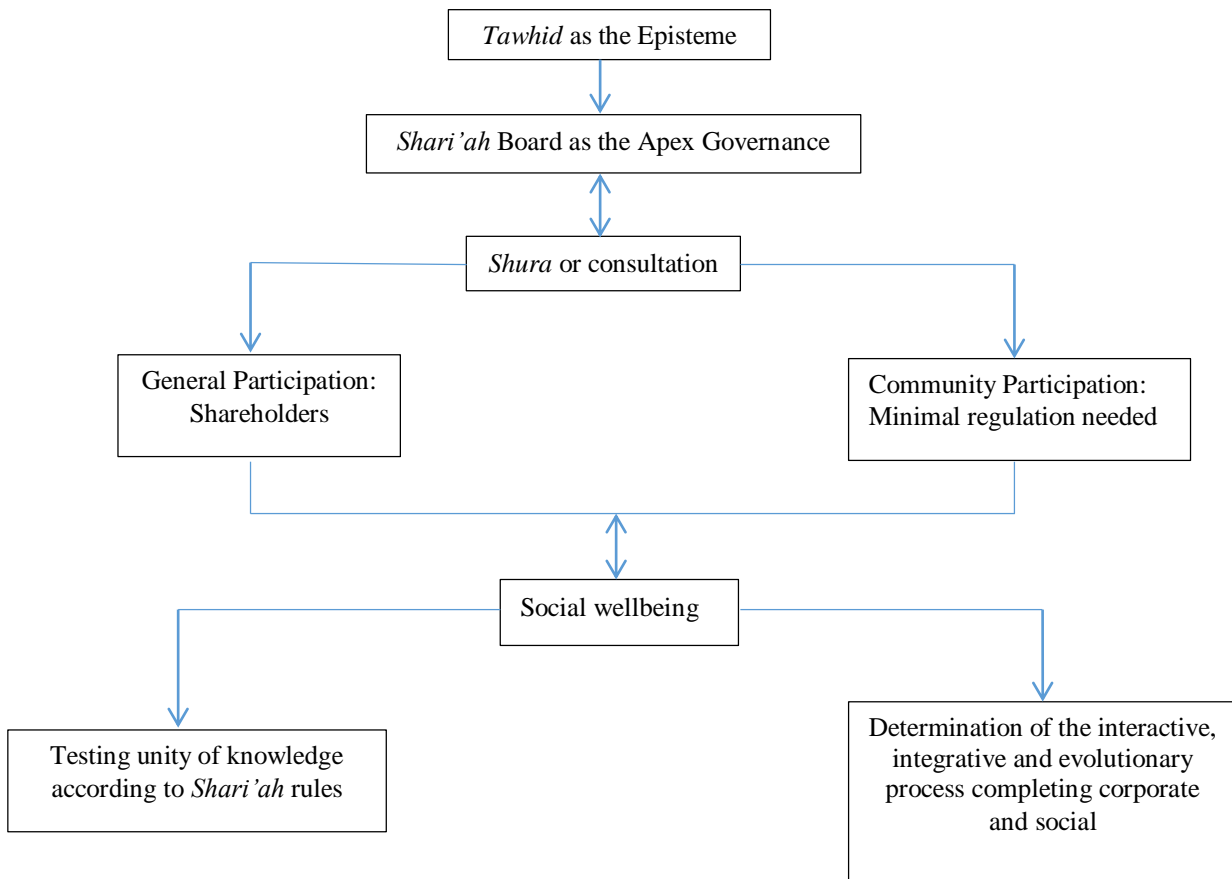 Tawhid as the Episteme
Shari’ah Board as the Apex Governance
Shura or consultation
General Participation:
Shareholders
Community Participation:
Minimal regulation needed
Social wellbeing
Testing unity of knowledge
according to Shari’ah rules
Determination of the interactive,
integrative and evolutionary
process completing corporate
and social